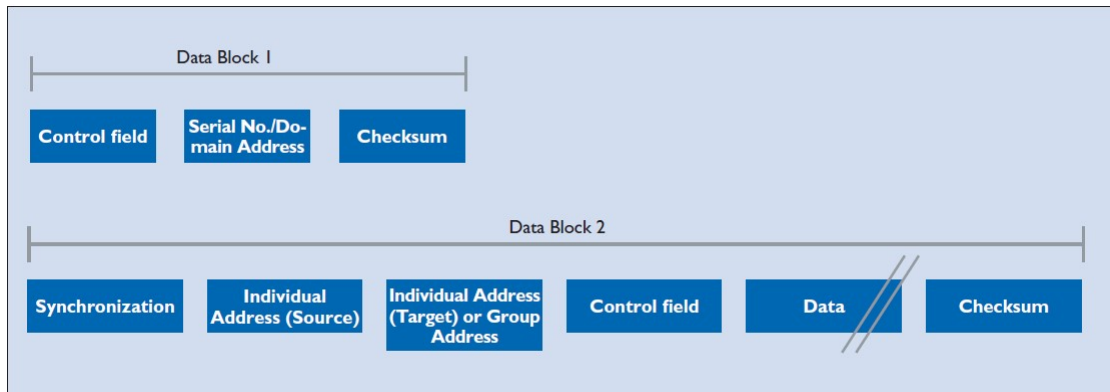 Data Block 1
Control field
Serial No./Do-
main Address
Checksum
Data Block 2
Synchronization
Individual
Address (Source)
Individual Address
(Target) or Group
Address
Control field
Data
Checksum